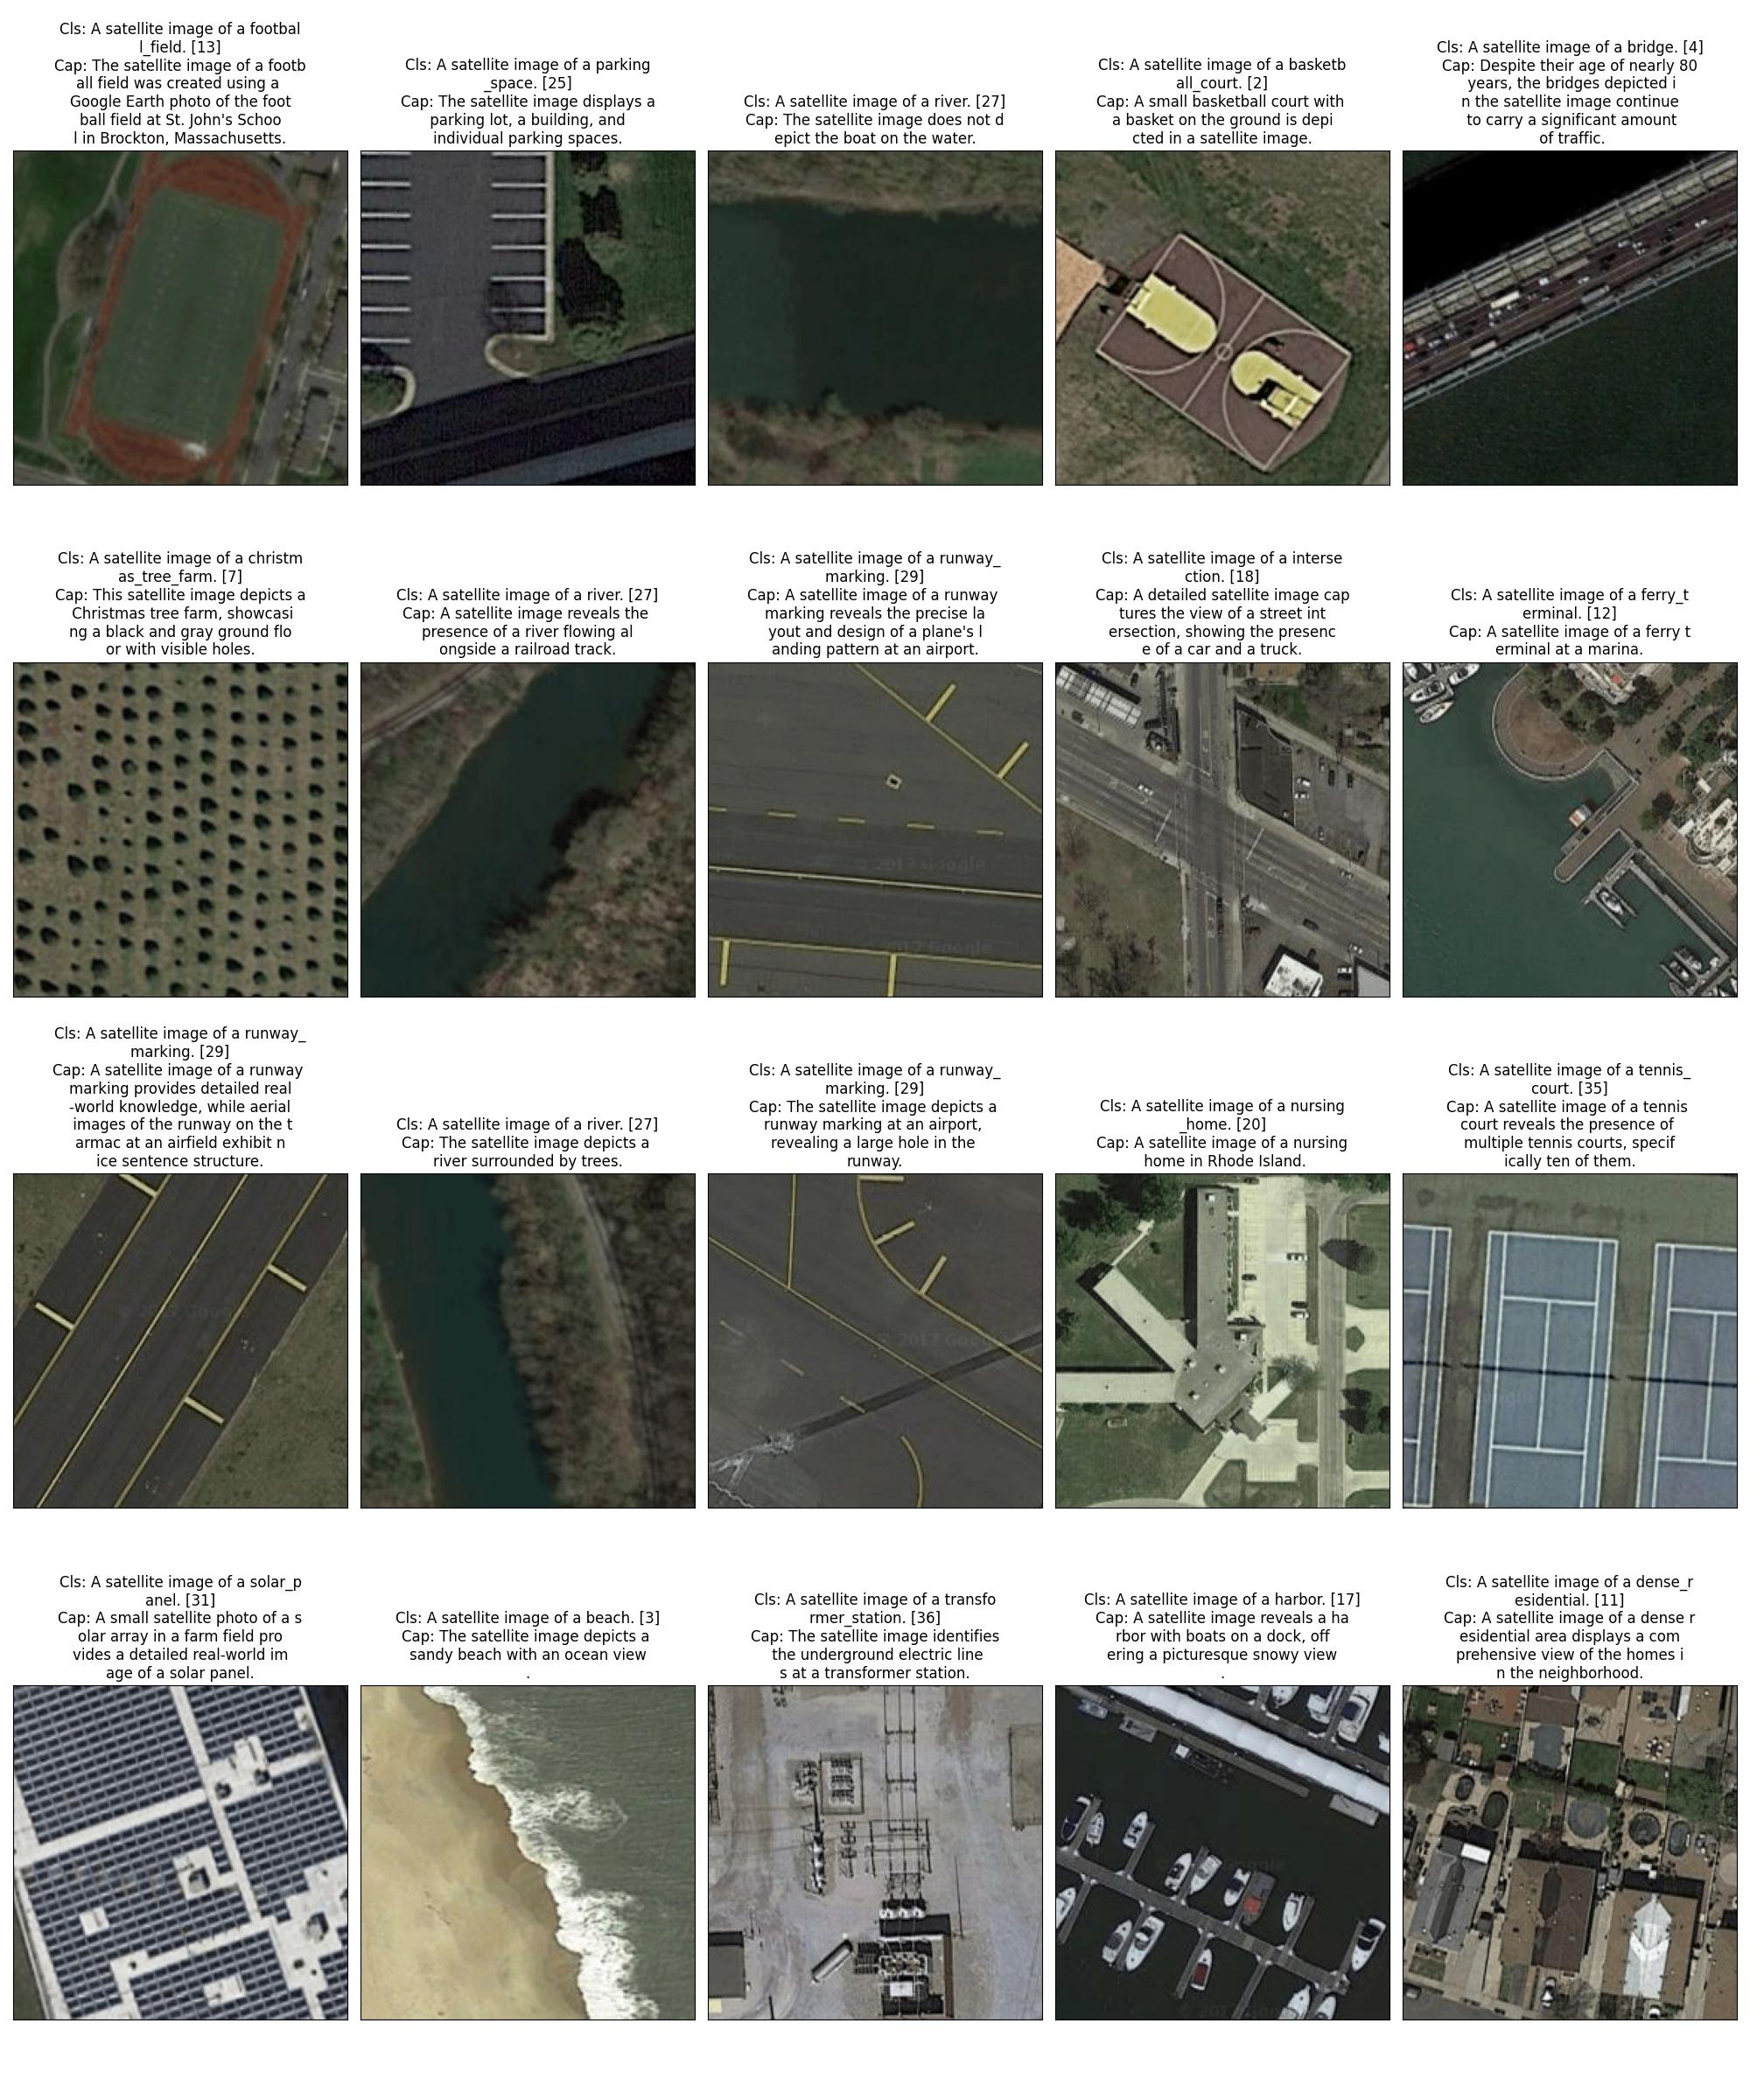 Cls: A satellite image of a footbal
l_field. [13]
Cap: The satellite image of a footb
all field was created using a
Google Earth photo of the foot
ball field at St. John's Schoo
l in Brockton, Massachusetts.
Cls: A satellite image of a parking
_space. [25]
Cap: The satellite image displays a
parking lot, a building, and
individual parking spaces.
Cls: A satellite image of a river. [27]
Cap: The satellite image does not d
epict the boat on the water.
Cls: A satellite image of a basketb
all_court. [2]
Cap: A small basketball court with
a basket on the ground is depi
cted in a satellite image.
Cls: A satellite image of a bridge. [4]
Cap: Despite their age of nearly 80
years, the bridges depicted i
n the satellite image continue
to carry a significant amount
of traffic.
Cls: A satellite image of a christm
as_tree_farm. [7]
Cap: This satellite image depicts a
Christmas tree farm, showcasi
ng a black and gray ground flo
or with visible holes.
Cls: A satellite image of a river. [27]
Cap: A satellite image reveals the
presence of a river flowing al
ongside a railroad track.
Cls: A satellite image of a runway_
marking. [29]
Cap: A satellite image of a runway
marking reveals the precise la
yout and design of a plane's l
anding pattern at an airport.
© 2017 Google
2017 Google
Cls: A satellite image of a interse
ction. [18]
Cap: A detailed satellite image cap
tures the view of a street int
ersection, showing the presenc
e of a car and a truck.
Cls: A satellite image of a ferry_t
erminal. [12]
Cap: A satellite image of a ferry t
erminal at a marina.
Cls: A satellite image of a runway_
marking. [29]
Cap: A satellite image of a runway
marking provides detailed real
-world knowledge, while aerial
images of the runway on the t
armac at an airfield exhibit n
ice sentence structure.
Cls: A satellite image of a river. [27]
Cap: The satellite image depicts a
river surrounded by trees.
Cls: A satellite image of a runway_
marking. [29]
Cap: The satellite image depicts a
runway marking at an airport,
revealing a large hole in the
runway.
© 2017 Google
Cls: A satellite image of a nursing
_home. [20]
Cap: A satellite image of a nursing
home in Rhode Island.
Cls: A satellite image of a tennis_
court. [35]
Cap: A satellite image of a tennis
court reveals the presence of
multiple tennis courts, specif
ically ten of them.
Cls: A satellite image of a solar_p
anel. [31]
Cap: A small satellite photo of a s
olar array in a farm field pro
vides a detailed real-world im
age of a solar panel.
Cls: A satellite image of a beach. [3]
Cap: The satellite image depicts a
sandy beach with an ocean view
.
Cls: A satellite image of a transfo
rmer_station. [36]
Cap: The satellite image identifies
the underground electric line
s at a transformer station.
Cls: A satellite image of a harbor. [17]
Cap: A satellite image reveals a ha
rbor with boats on a dock, off
ering a picturesque snowy view
.
Cls: A satellite image of a dense_r
esidential. [11]
Cap: A satellite image of a dense r
esidential area displays a com
prehensive view of the homes i
n the neighborhood.